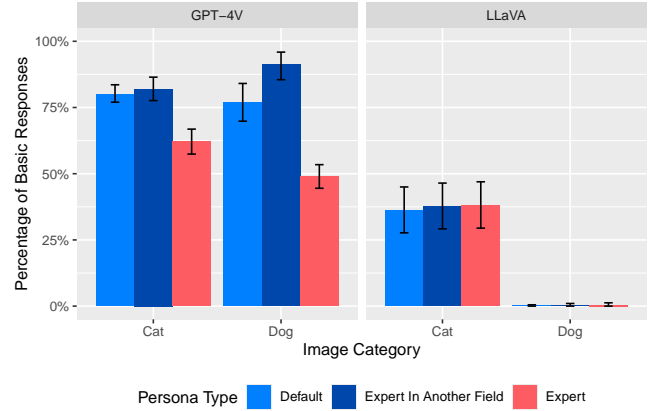 GPT−4V
LLaVA
Percentage of Basic Responses
100%
75%
50%
25%
0%
Cat
Dog
Cat
Dog
Image Category
Persona Type
Default
Expert In Another Field
Expert